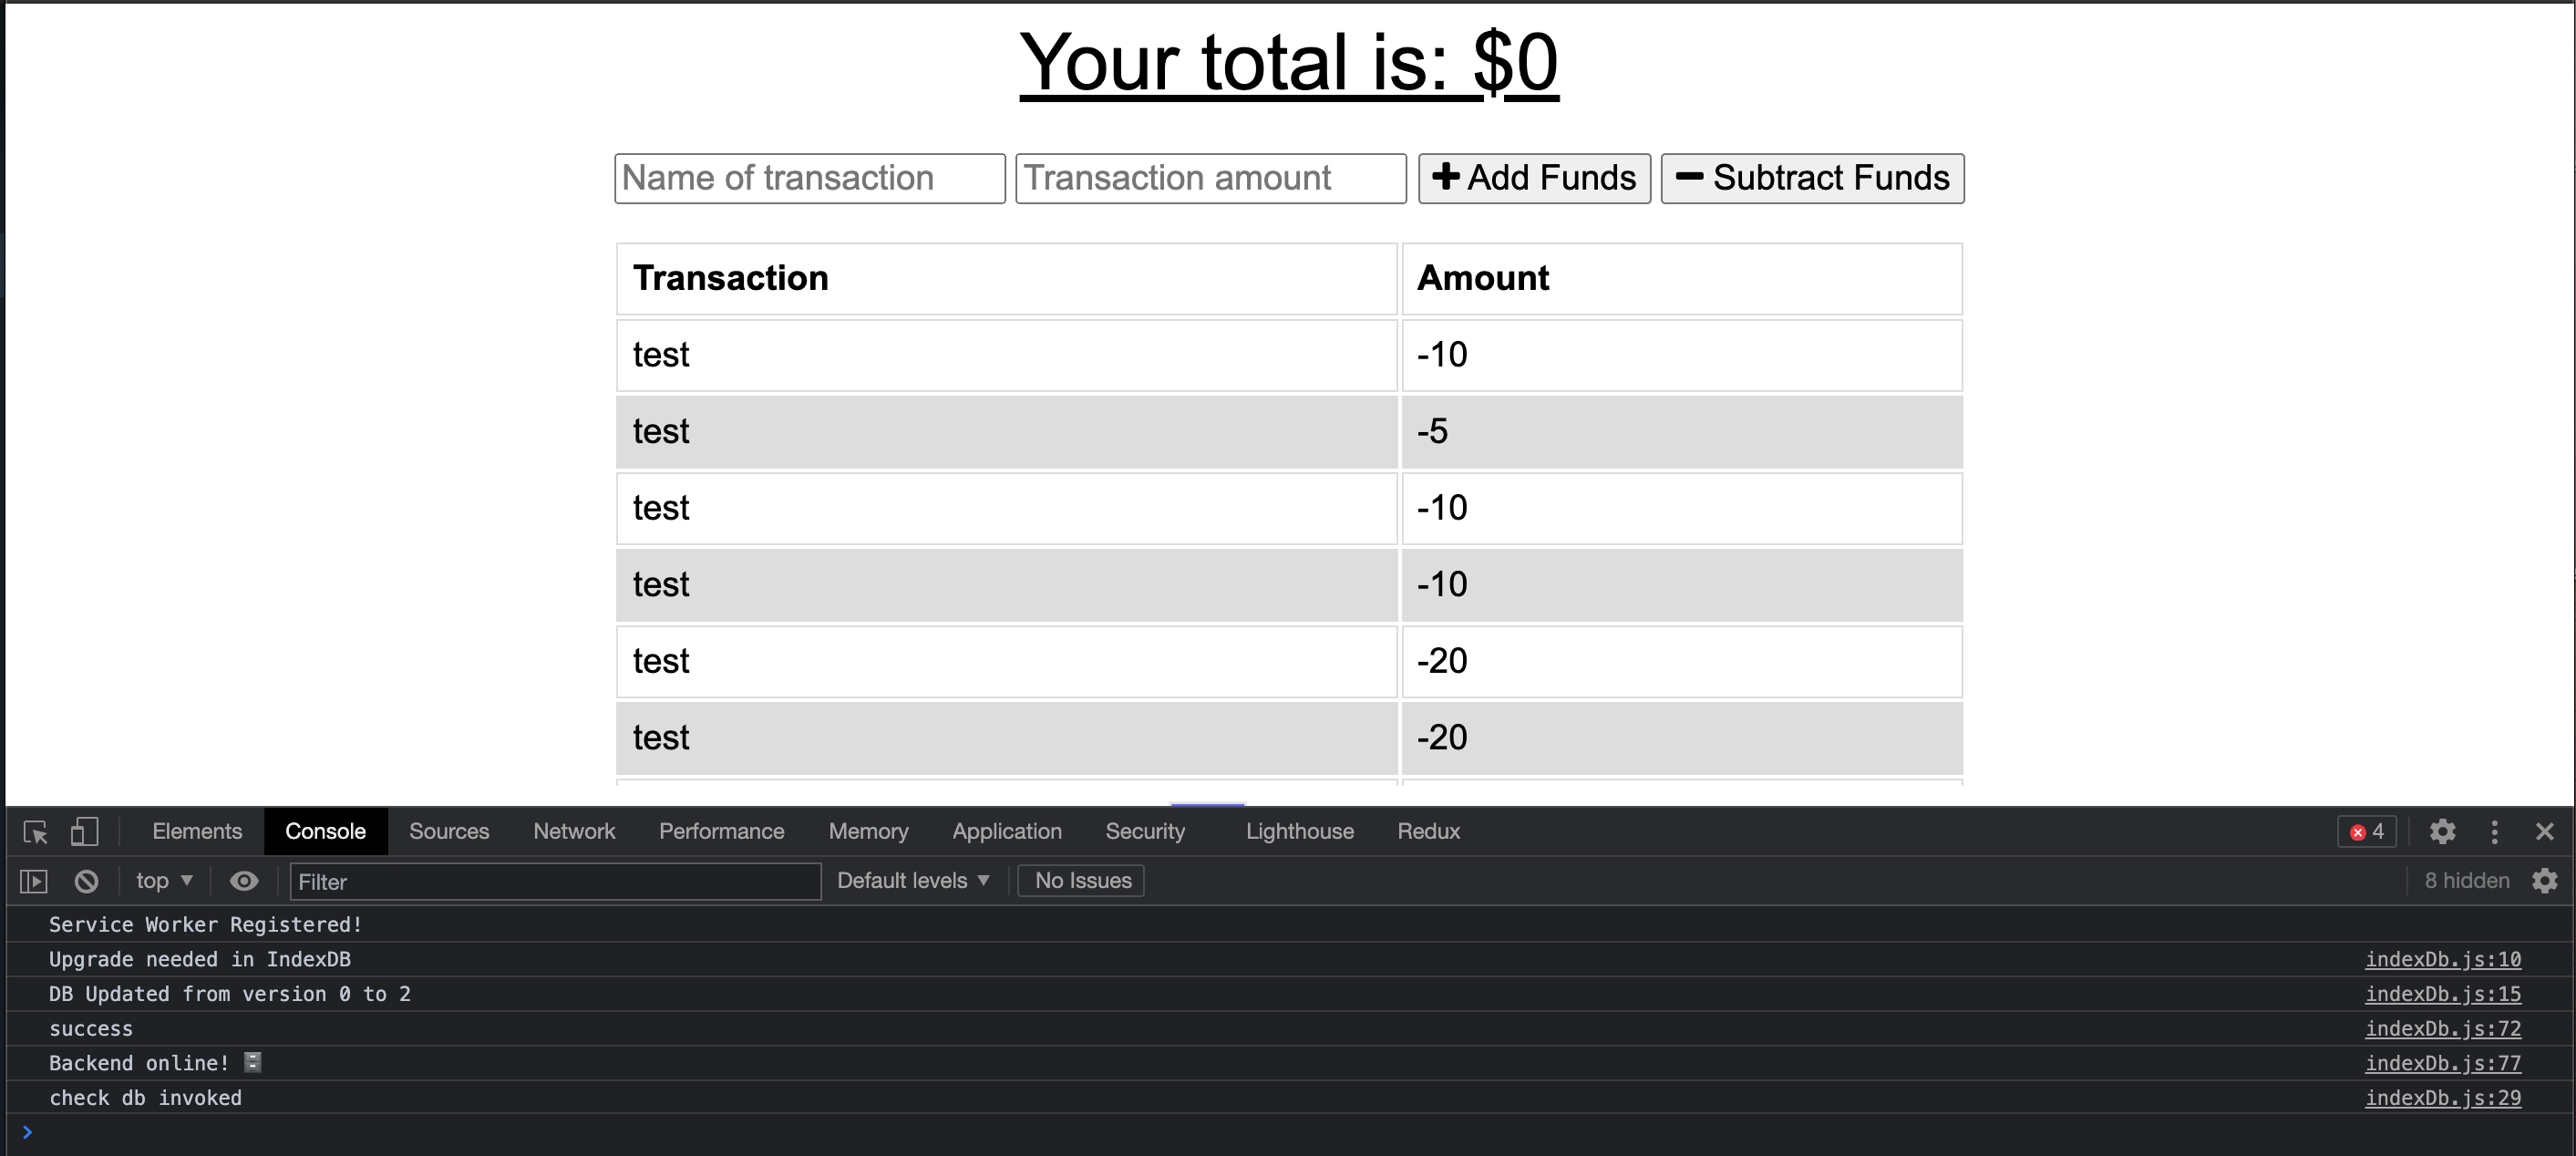 Your total is: $0
Name of transaction Transaction amount Add Funds Subtract Funds
Transaction Amount
test -10
test -5
test -10
test -10
test -20
test -20
Elements Console Sources Network Performance Memory Application Security Lighthouse Redux 4
top Filter Default levels No Issues 8 hidden
Service Worker Registered!
Upgrade needed in IndexDB indexDb.js:10
DB Updated from version 0 to 2 indexDb.js:15
success indexDb.js:72
Backend online! 🗄 indexDb.js:77
check db invoked indexDb.js:29